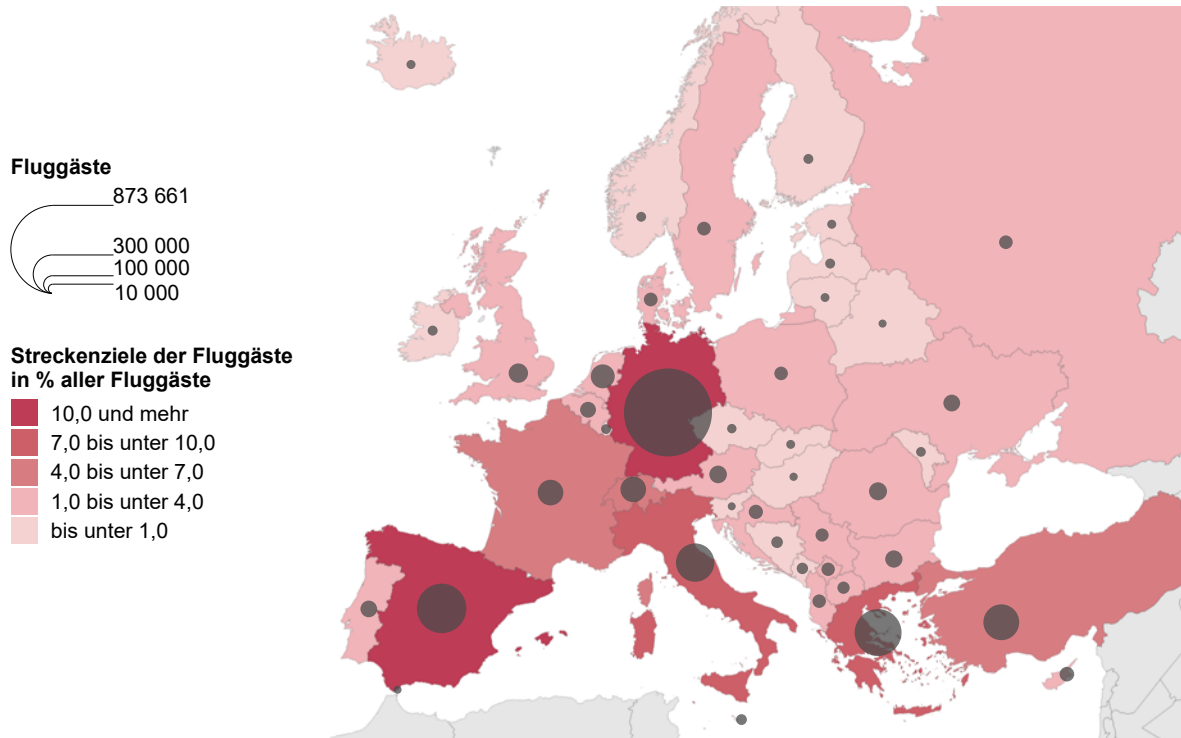 Fluggäste
873 661
300 000
100 000
10 000
Streckenziele der Fluggäste
in % aller Fluggäste
10,0 und mehr
7,0 bis unter 10,0
4,0 bis unter 7,0
1,0 bis unter 4,0
bis unter 1,0